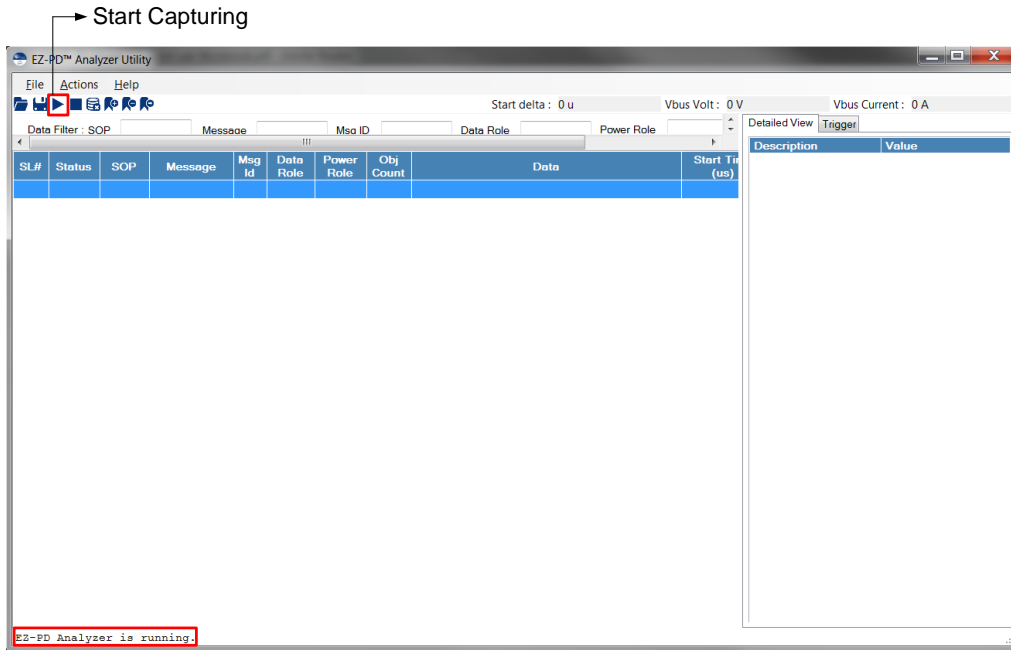 Start Capturing
EZ-PD™ Analyzer Utility
File Actions Help
Start delta : 0 u Vbus Volt : 0 V Vbus Current : 0 A
Data Filter : SOP Message Msg ID Data Role Power Role
Detailed View Trigger
Description Value
SL# Status SOP Message Msg Id Data Role Power Role Obj Count Data Start Tir (us)
EZ-PD Analyzer is running.